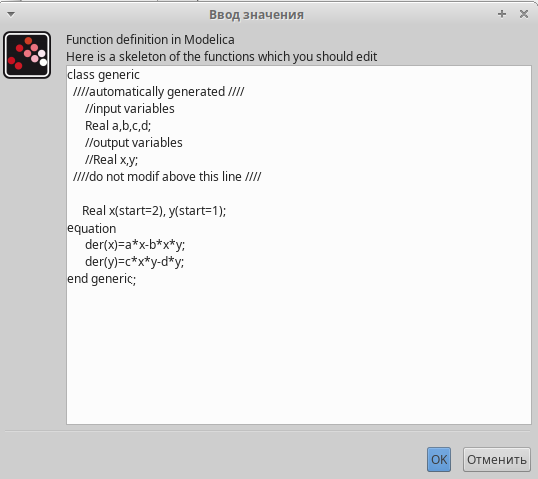 Ввод значения
Function definition in Modelica
Here is a skeleton of the functions which you should edit
class generic
////automatically generated ////
//input variables
Real a,b,c,d;
//output variables
//Real x,y;
////do not modif above this line ////
Real x(start=2), y(start=1);
equation
der(x)=a*x-b*x*y;
der(y)=c*x*y-d*y;
end generic;
OK
Отменить